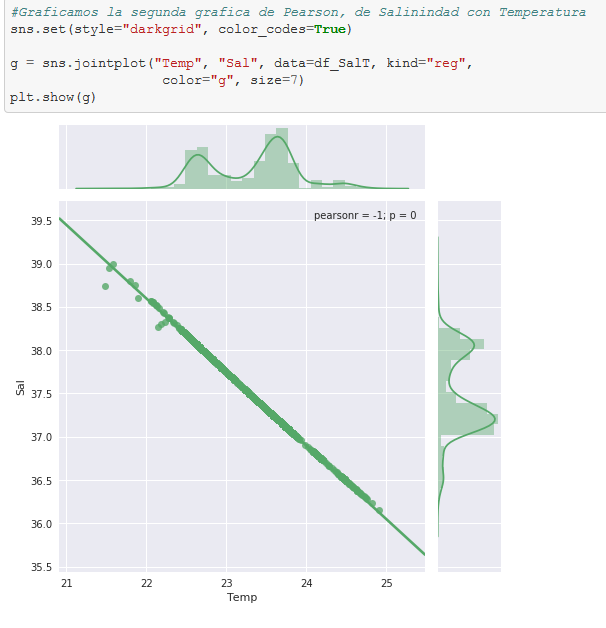 #Graficamos la segunda grafica de Pearson, de Salinindad con Temperatura
sns.set(style="darkgrid", color_codes=True)
g = sns.jointplot("Temp", "Sal", data=df_SalT, kind="reg",
color="g", size=7)
plt.show(g)
pearsonr = -1; p = 0
39.5
39.0
38.5
38.0
37.5
37.0
36.5
36.0
35.5
Sal
21 22 23 24 25
Temp